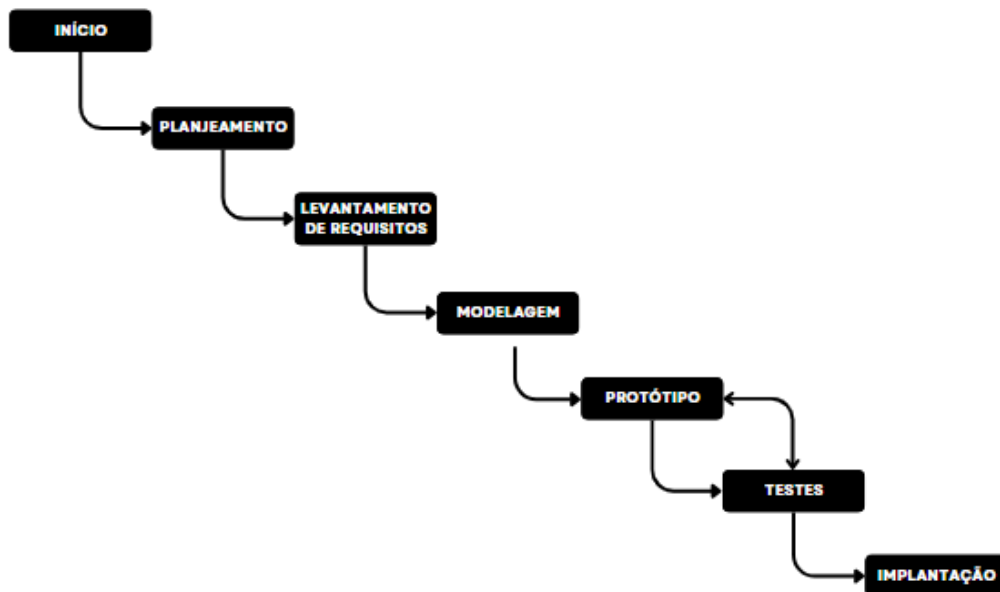 INÍCIO
PLANJEAMENTO
LEVANTAMENTO
DE REQUISITOS
MODELAGEM
PROTÓTIPO
TESTES
IMPLANTAÇÃO